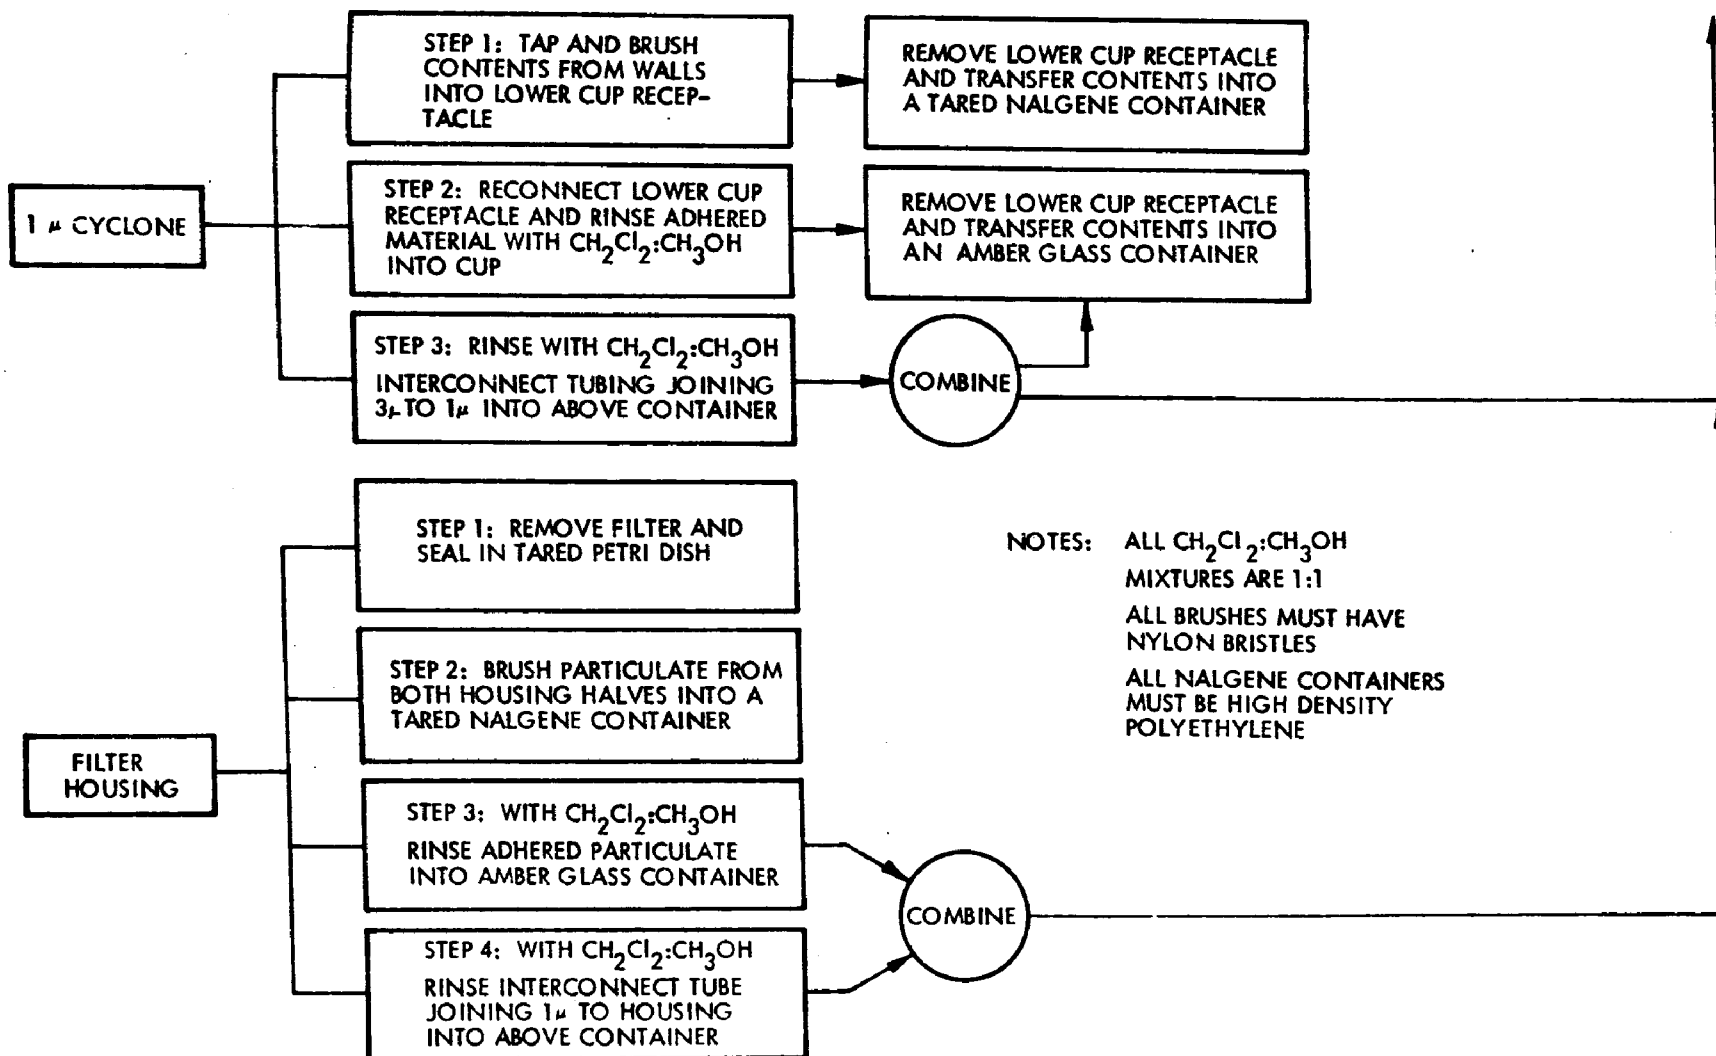 STEP 1: TAP AND BRUSH
CONTENTS FROM WALLS
INTO LOWER CUP RECEP-
TACLE
REMOVE LOWER CUP RECEPTACLE
AND TRANSFER CONTENTS INTO
A TARED NALGENE CONTAINER
1 μ CYCLONE
STEP 2: RECONNECT LOWER CUP
RECEPTACLE AND RINSE ADHERED
MATERIAL WITH CH₂Cl₂:CH₃OH
INTO CUP
REMOVE LOWER CUP RECEPTACLE
AND TRANSFER CONTENTS INTO
AN AMBER GLASS CONTAINER
STEP 3: RINSE WITH CH₂Cl₂:CH₃OH
INTERCONNECT TUBING JOINING
3μ TO 1μ INTO ABOVE CONTAINER
COMBINE
FILTER
HOUSING
STEP 1: REMOVE FILTER AND
SEAL IN TARED PETRI DISH
STEP 2: BRUSH PARTICULATE FROM
BOTH HOUSING HALVES INTO A
TARED NALGENE CONTAINER
STEP 3: WITH CH₂Cl₂:CH₃OH
RINSE ADHERED PARTICULATE
INTO AMBER GLASS CONTAINER
STEP 4: WITH CH₂Cl₂:CH₃OH
RINSE INTERCONNECT TUBE
JOINING 1μ TO HOUSING
INTO ABOVE CONTAINER
COMBINE
NOTES: ALL CH₂Cl₂:CH₃OH
MIXTURES ARE 1:1
ALL BRUSHES MUST HAVE
NYLON BRISTLES
ALL NALGENE CONTAINERS
MUST BE HIGH DENSITY
POLYETHYLENE